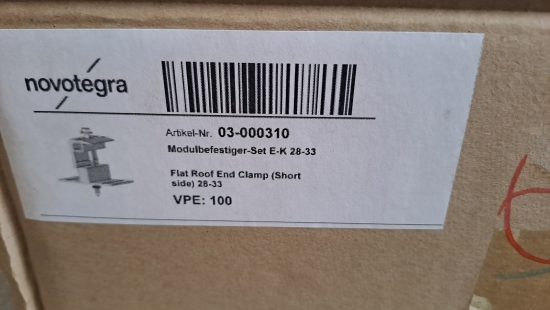 novotegra
Artikel-Nr. 03-000310
Modulbefestiger-Set E-K 28-33
Flat Roof End Clamp (Short
side) 28-33
VPE: 100